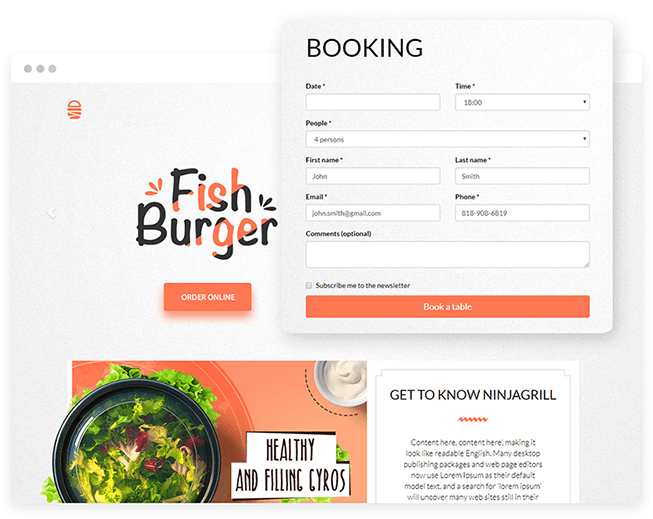 BOOKING
Date *
Time *
18:00
People *
4 persons
First name *
Last name *
John
Smith
Email *
Phone *
john.smith@gmail.com
818-908-6819
Comments (optional)
Subscribe me to the newsletter
Book a table
Fish
Burger
ORDER ONLINE
HEALTHY
AND FILLING GYROS
GET TO KNOW NINJAGRILL
Content here, content here', making it
look like readable English. Many desktop
publishing packages and web page editors
now use Lorem Ipsum as their default
model text, and a search for 'lorem ipsum'
will uncover many web sites still in their